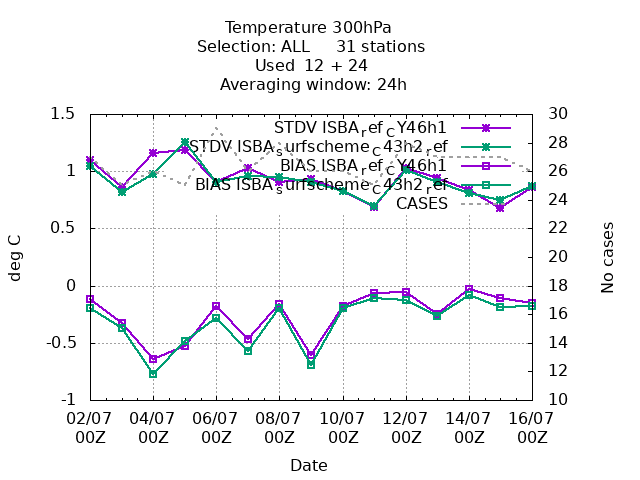 Temperature 300hPa
Selection: ALL 31 stations
Used 12 + 24
Averaging window: 24h
1.5
1
0.5
0
-0.5
-1
30
28
26
24
22
20
18
16
14
12
10
deg C
No cases
STDV ISBA_ref_CY46h1
STDV ISBA_surfscheme_C43h2_ref
BIAS ISBA_ref_CY46h1
BIAS ISBA_surfscheme_C43h2_ref
CASES
02/07 04/07 06/07 08/07 10/07 12/07 14/07 16/07
00Z 00Z 00Z 00Z 00Z 00Z 00Z 00Z
Date